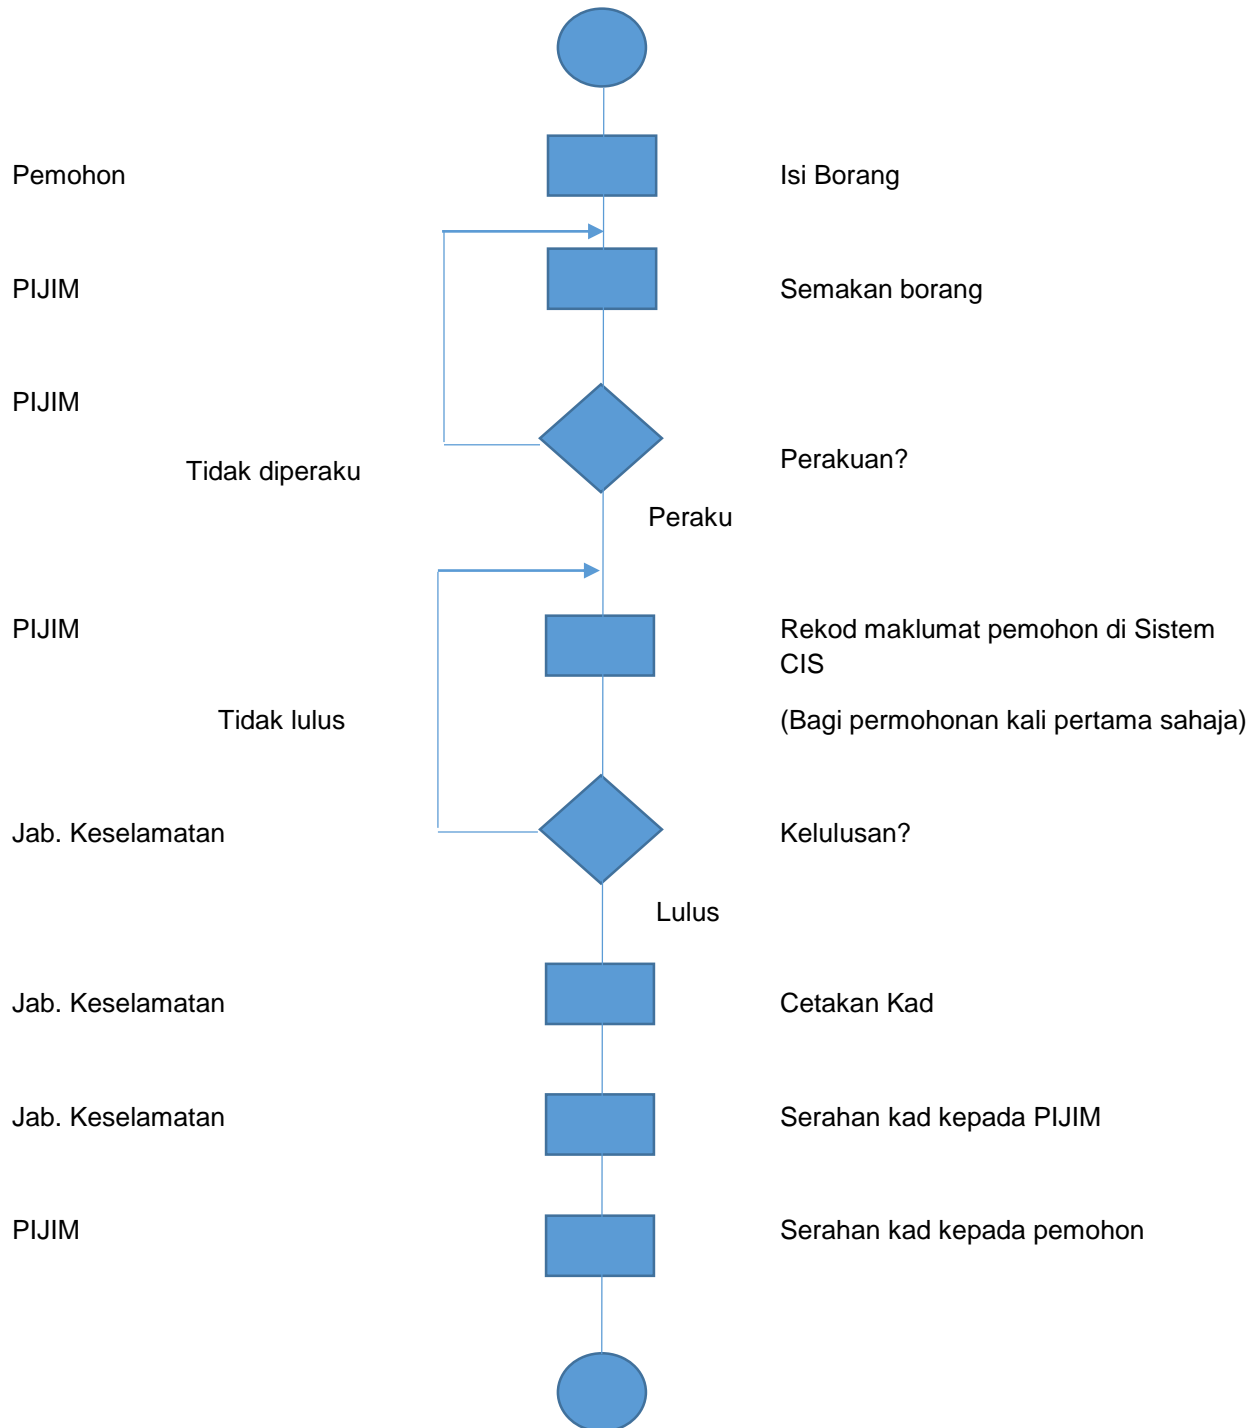 Pemohon
Isi Borang
PIJIM
Semakan borang
PIJIM
Perakuan?
Tidak diperaku
Peraku
PIJIM
Rekod maklumat pemohon di Sistem
CIS
Tidak lulus
(Bagi permohonan kali pertama sahaja)
Jab. Keselamatan
Kelulusan?
Lulus
Jab. Keselamatan
Cetakan Kad
Jab. Keselamatan
Serahan kad kepada PIJIM
PIJIM
Serahan kad kepada pemohon